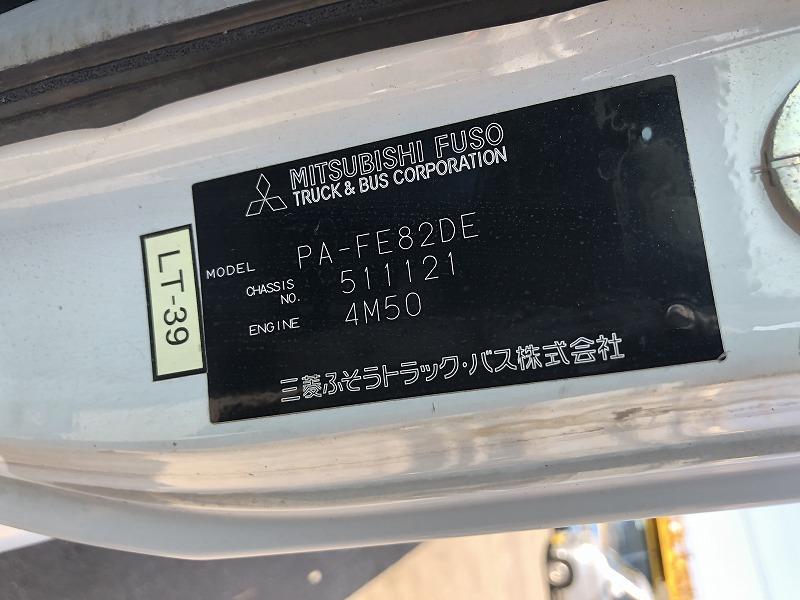 MITSUBISHI FUSO
TRUCK & BUS CORPORATION
MODEL PA-FE82DE
CHASSIS NO. 511121
ENGINE 4M50
三菱ふそうトラック・バス株式会社
LT-39